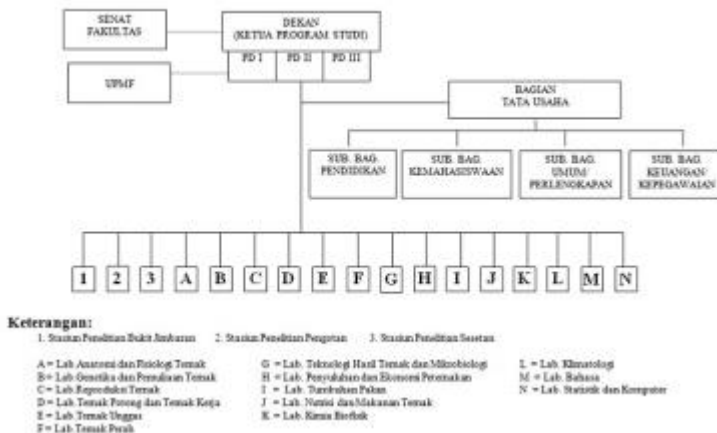 SENAT
FAKULTAS
DEKAN
(KETUA PROGRAM STUDI)
PD I PD II PD III
UPMF
BAGIAN
TATA USAHA
SUB. BAG.
PENDIDIKAN
SUB. BAG.
KEMAHASISWAAN
SUB. BAG.
UMUM/
PERLENGKAPAN
SUB. BAG.
KEUANGAN/
KEPEGAWAIAN
1 2 3 A B C D E F G H I J K L M N
Keterangan:
1. Stasiun Penelitian Bukit Jimbaran 2. Stasiun Penelitian Pengotan 3. Stasiun Penelitian Sesetan
A = Lab Anatomi dan Fisiologi Ternak
B = Lab Genetika dan Pemuliaan Ternak
C = Lab Reproduksi Ternak
D = Lab Ternak Potong dan Ternak Kerja
E = Lab Ternak Unggas
F = Lab Ternak Perah
G = Lab. Teknologi Hasil Ternak dan Mikrobiologi
H = Lab. Penyuluhan dan Ekonomi Peternakan
I = Lab. Tumbuhan Pakan
J = Lab. Nutrisi dan Makanan Ternak
K = Lab. Kimia Biofisik
L = Lab. Klimatologi
M = Lab. Bahasa
N = Lab. Statistik dan Komputer